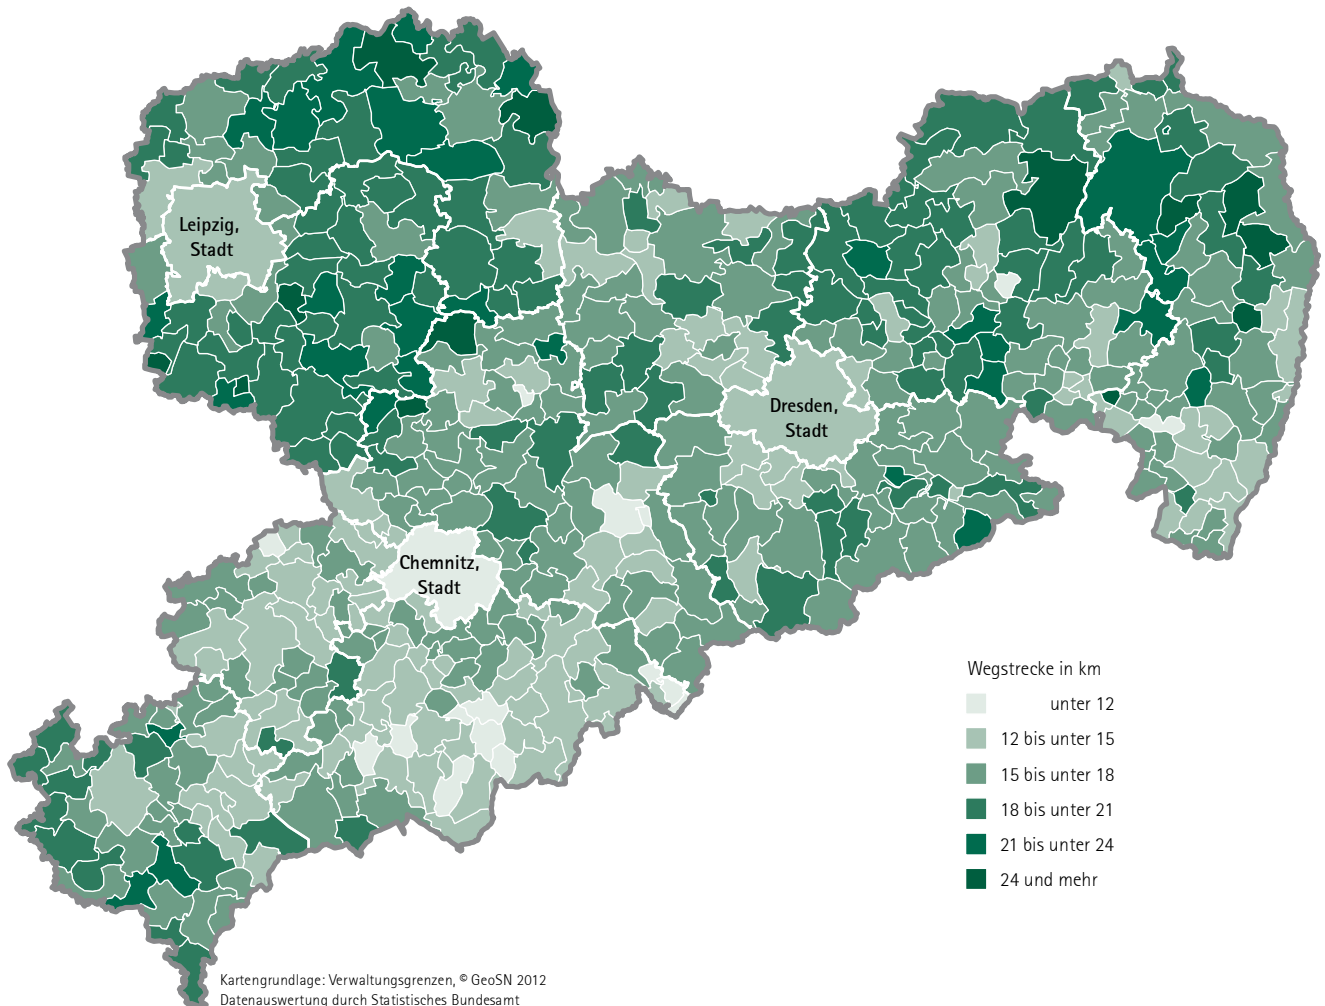 Leipzig,
Stadt
Dresden,
Stadt
Chemnitz,
Stadt
Wegstrecke in km
unter 12
12 bis unter 15
15 bis unter 18
18 bis unter 21
21 bis unter 24
24 und mehr
Kartengrundlage: Verwaltungsgrenzen, © GeoSN 2012
Datenauswertung durch Statistisches Bundesamt